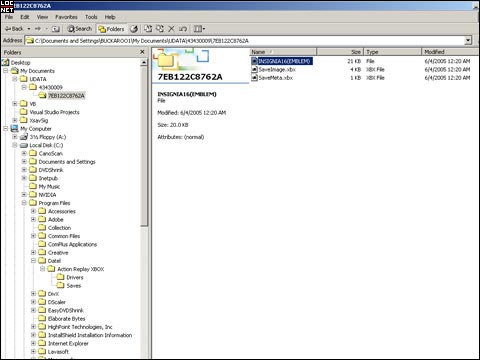 LOC NET
7EB122C8762A
Edit View Favorites Tools Help
Back Search Folders
Address C:\Documents and Settings\BUCKAROO1\My Documents\UDATA\43430009\7EB122C8762A
Folders
Desktop
My Documents
UDATA
43430009
7EB122C8762A
VB
Visual Studio Projects
XsavSig
My Computer
3½ Floppy (A:)
Local Disk (C:)
CanoScan
Documents and Settings
DVDShrink
Inetpub
My Music
NVIDIA
Program Files
Accessories
Adobe
Collection
Common Files
ComPlus Applications
Creative
Datel
Action Replay XBOX
Drivers
Saves
DivX
DScaler
EasyDVDShrink
Elaborate Bytes
HighPoint Technologies, Inc
InstallShield Installation Information
Internet Explorer
Lavasoft
7EB122C8762A
INSIGNIA16(EMBLEM)
File
Modified: 6/4/2005 12:20 AM
Size: 20.0 KB
Attributes: (normal)
Name Size Type Modified
INSIGNIA16(EMBLEM) 21 KB File 6/4/2005 12:20 AM
SaveImage.xbx 4 KB XBX File 6/4/2005 12:20 AM
SaveMeta.xbx 1 KB XBX File 6/4/2005 12:20 AM